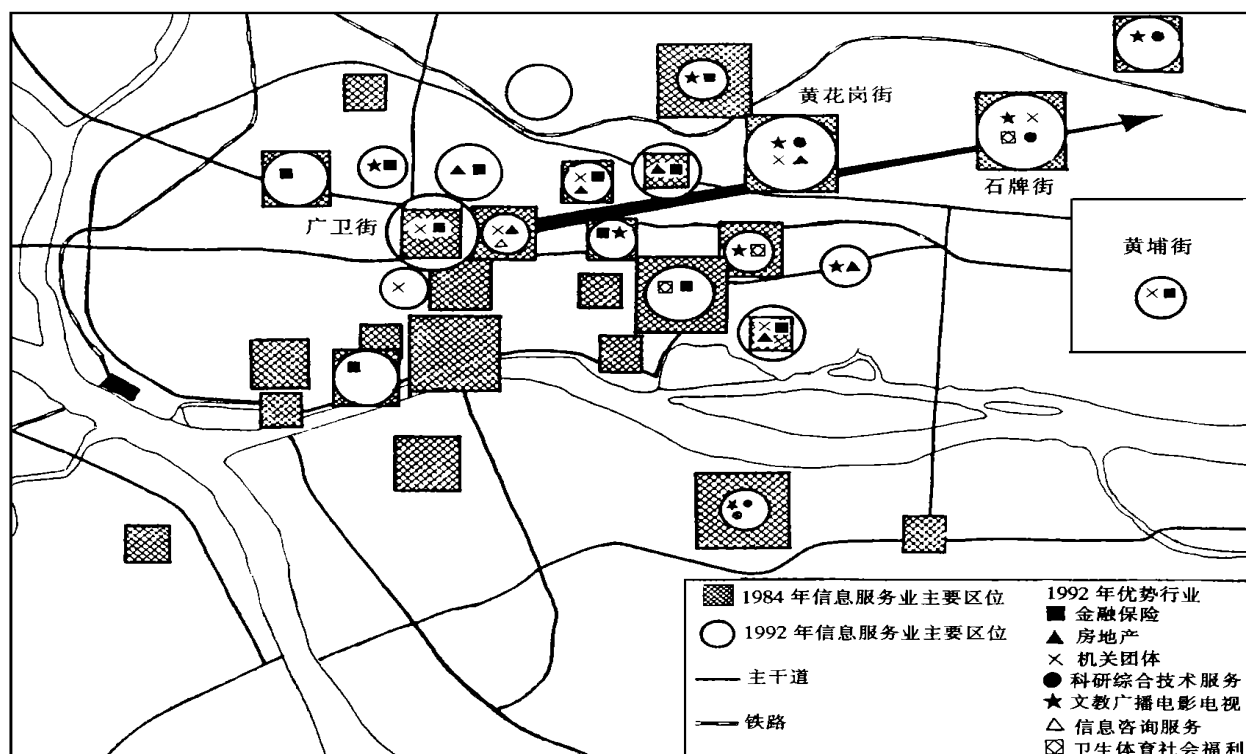 黄花岗街
石牌街
广卫街
黄埔街
1984 年信息服务业主要区位
1992 年信息服务业主要区位
主干道
铁路
1992 年优势行业
金融保险
房地产
机关团体
科研综合技术服务
文教广播电影电视
信息咨询服务
卫生体育社会福利